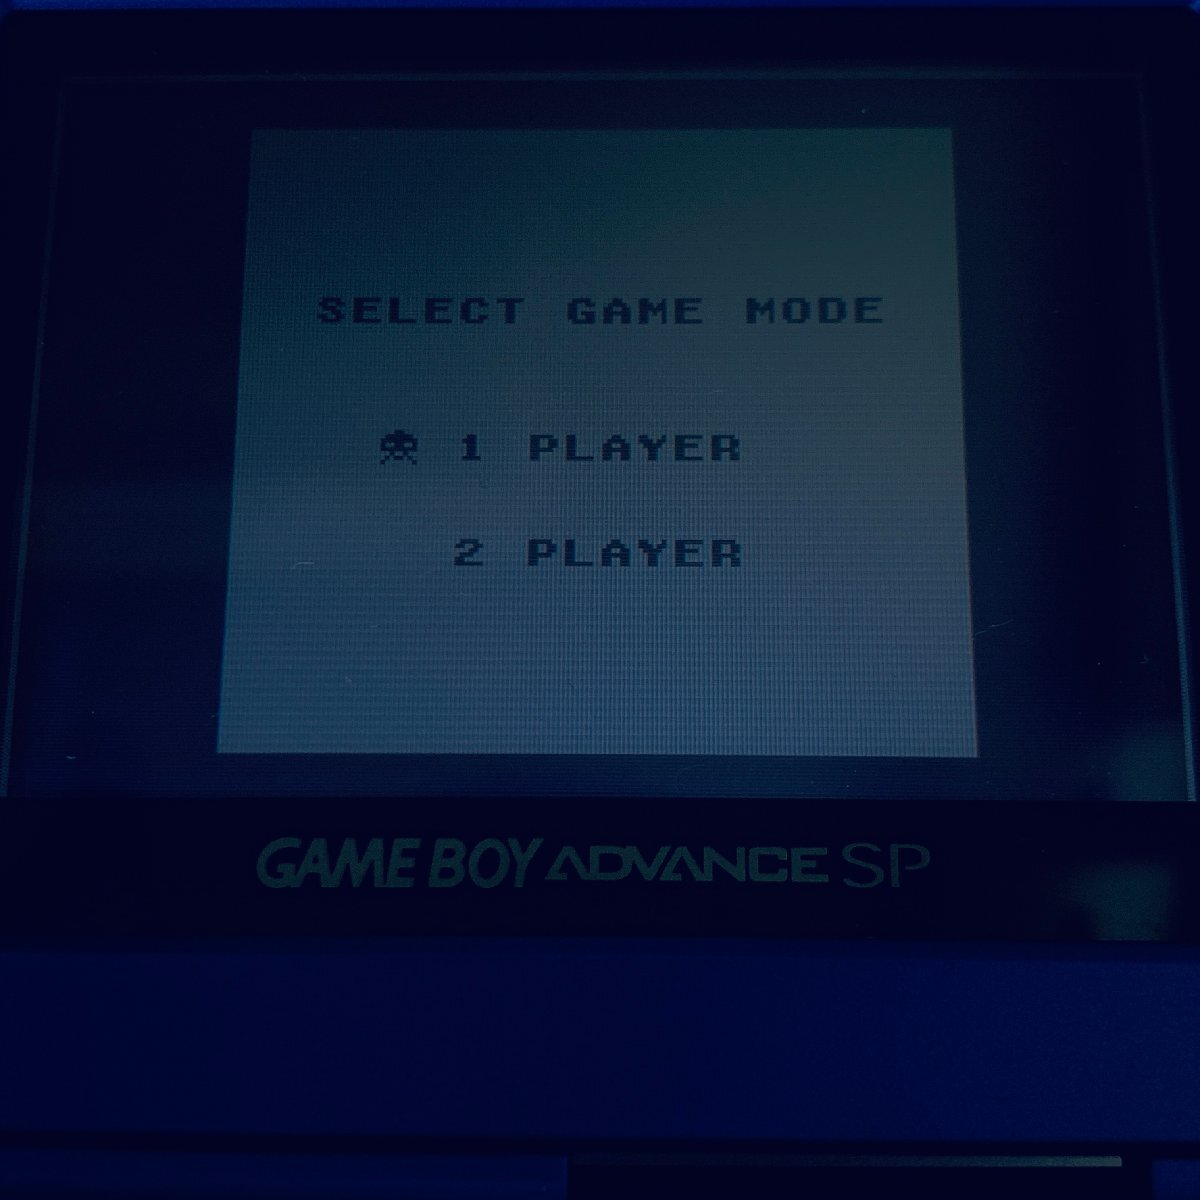 SELECT GAME MODE
1 PLAYER
2 PLAYER
GAME BOY ADVANCE SP